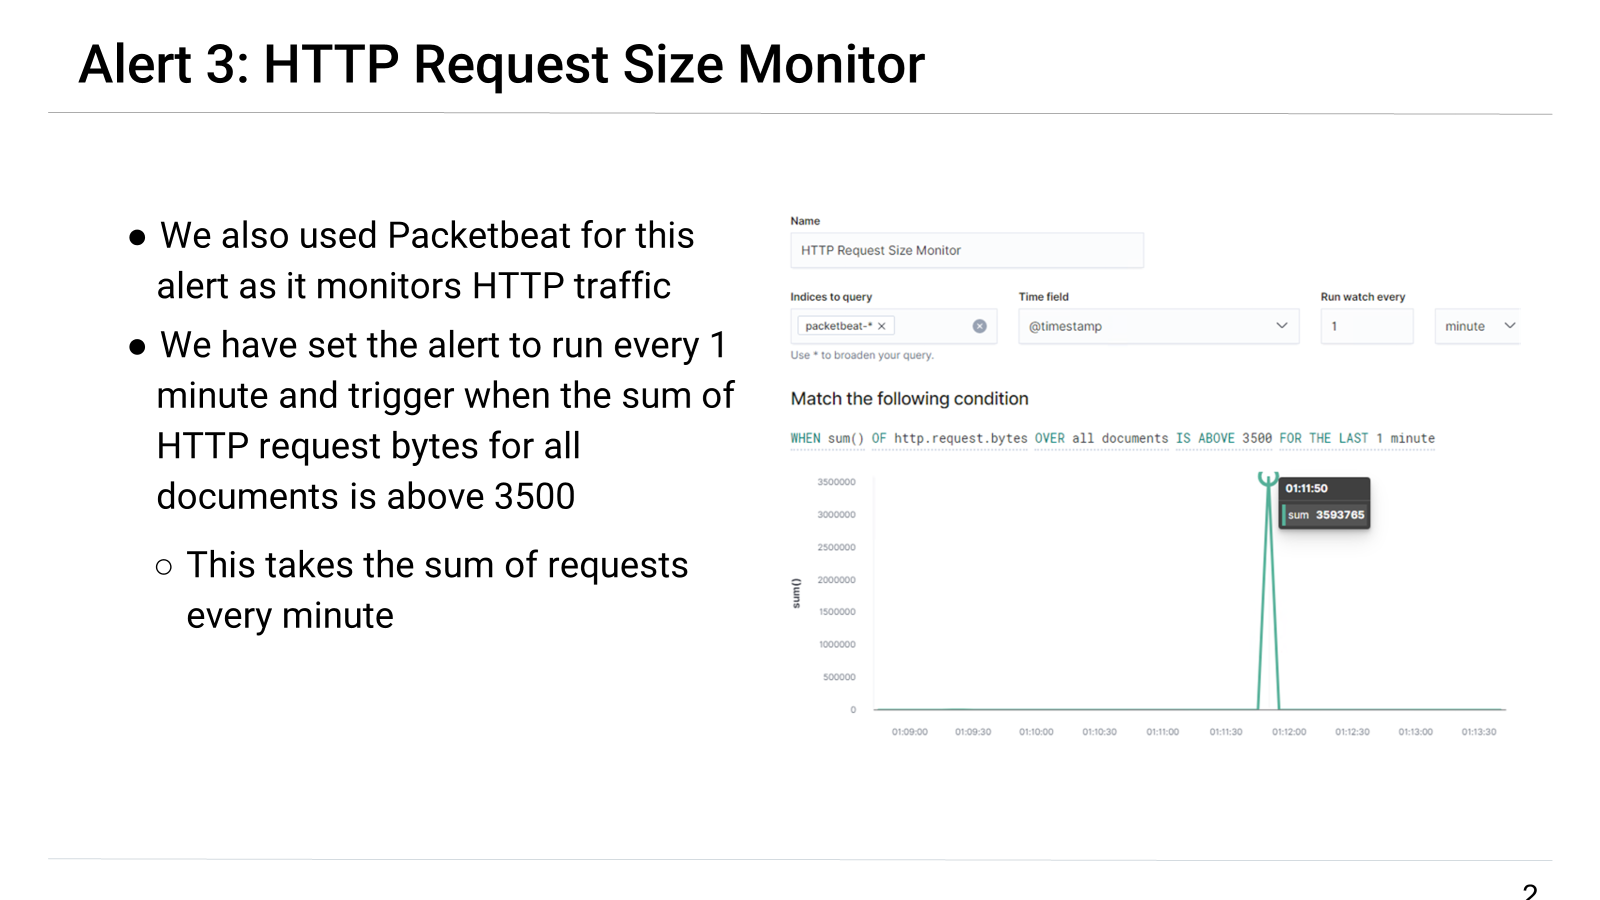 Alert 3: HTTP Request Size Monitor
● We also used Packetbeat for this
alert as it monitors HTTP traffic
● We have set the alert to run every 1
minute and trigger when the sum of
HTTP request bytes for all
documents is above 3500
○ This takes the sum of requests
every minute
Name
HTTP Request Size Monitor
Indices to query Time field Run watch every
packetbeat-* × @timestamp 1 minute
Use * to broaden your query.
Match the following condition
WHEN sum() OF http.request.bytes OVER all documents IS ABOVE 3500 FOR THE LAST 1 minute
3500000
3000000
2500000
2000000
1500000
1000000
500000
0
sum()
01:11:50
sum 3593765
01:09:00 01:09:30 01:10:00 01:10:30 01:11:00 01:11:30 01:12:00 01:12:30 01:13:00 01:13:30
2